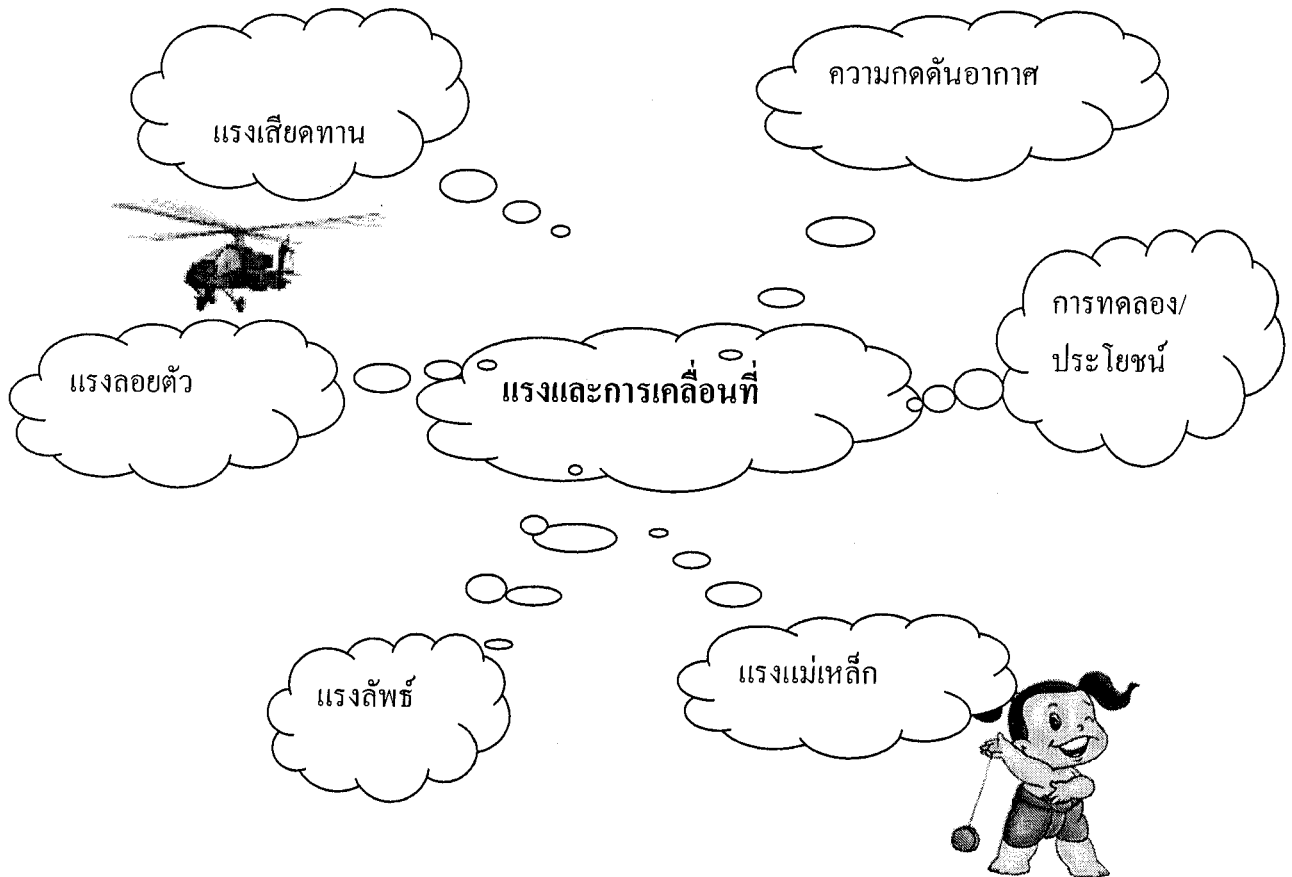 ความกดดันอากาศ
แรงเสียดทาน
การทดลอง/
ประโยชน์
แรงลอยตัว
แรงและการเคลื่อนที่
แรงลัพธ์
แรงแม่เหล็ก